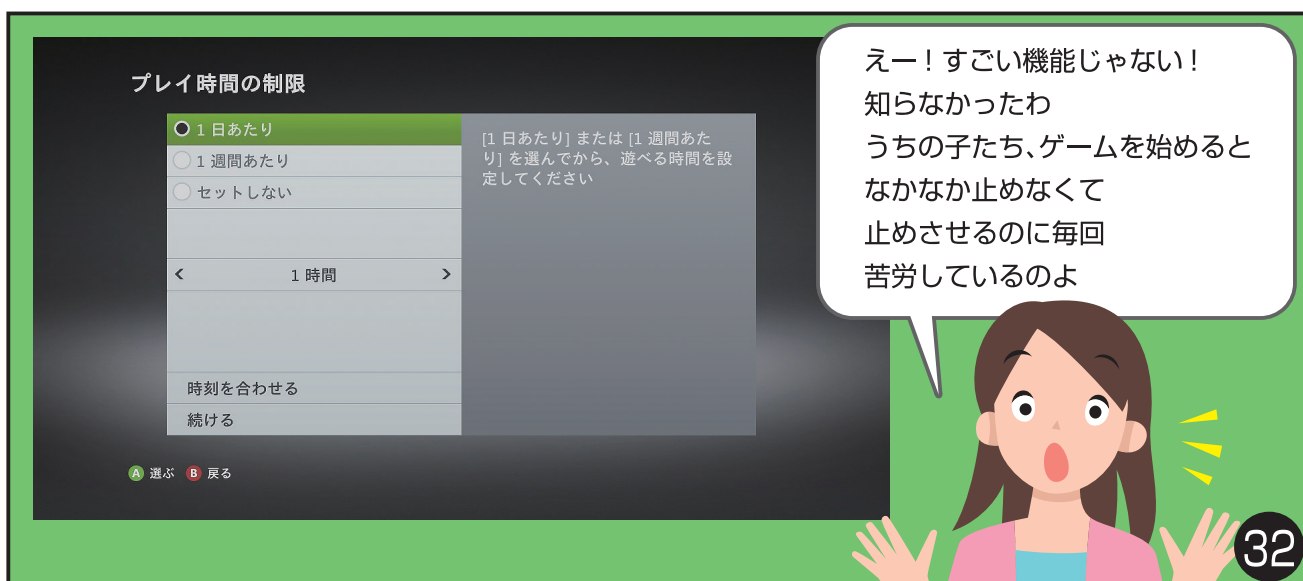 プレイ時間の制限
1 日あたり
1 週間あたり
セットしない
< 1 時間 >
時刻を合わせる
続ける
[1 日あたり] または [1 週間あた
り] を選んでから、遊べる時間を設
定してください
A 選ぶ B 戻る
えー!すごい機能じゃない!
知らなかったわ
うちの子たち、ゲームを始めると
なかなか止めなくて
止めさせるのに毎回
苦労しているのよ
32